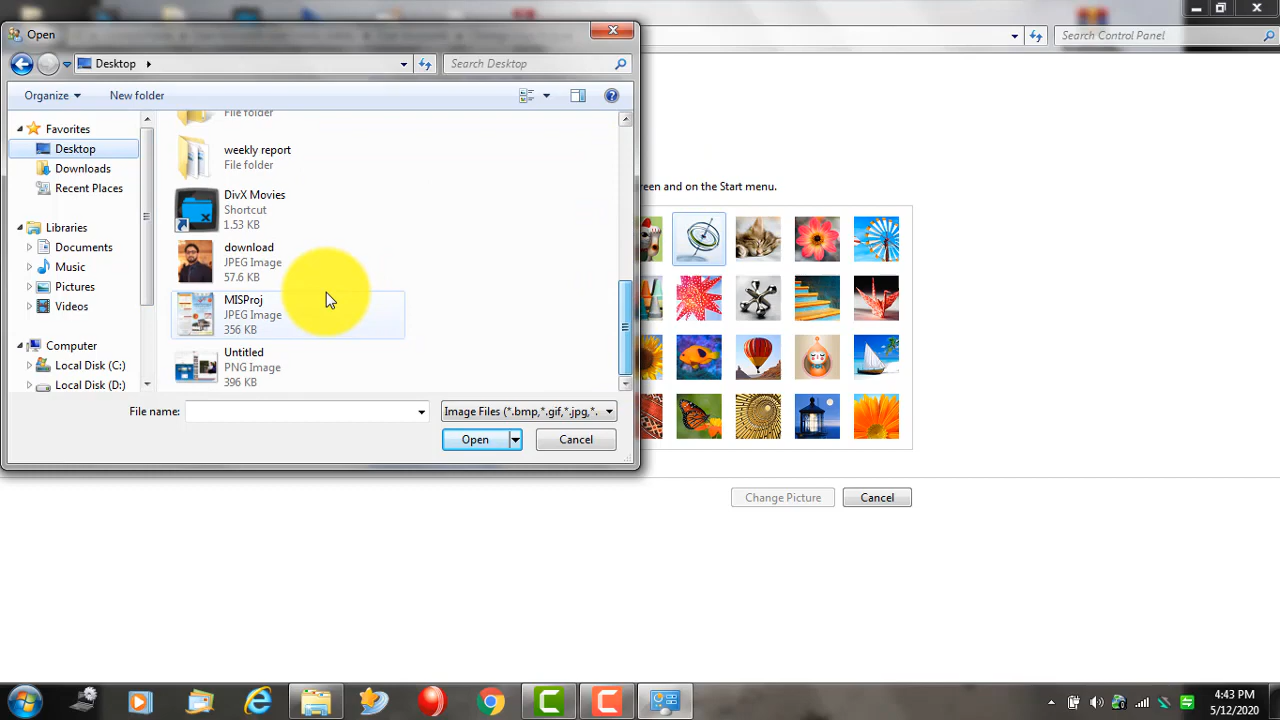 Open
Desktop
Search Desktop
Search Control Panel
Organize
New folder
Favorites
Desktop
Downloads
Recent Places
Libraries
Documents
Music
Pictures
Videos
Computer
Local Disk (C:)
Local Disk (D:)
File folder
weekly report
File folder
DivX Movies
Shortcut
1.53 KB
download
JPEG Image
57.6 KB
MISProj
JPEG Image
356 KB
Untitled
PNG Image
396 KB
File name:
Image Files (*.bmp,*.gif,*.jpg,*.
Open
Cancel
reen and on the Start menu.
Change Picture
Cancel
4:43 PM
5/12/2020